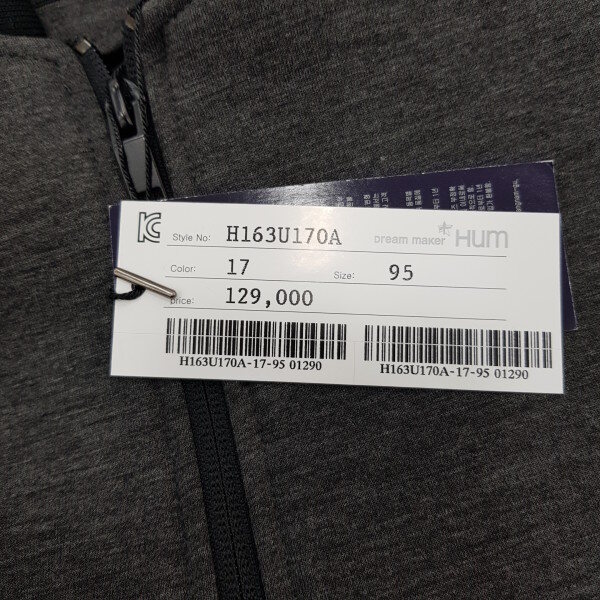 KC
Style No: H163U170A
Dream maker Hum
Color: 17 Size: 95
price: 129,000
H163U170A-17-95 01290
H163U170A-17-95 01290